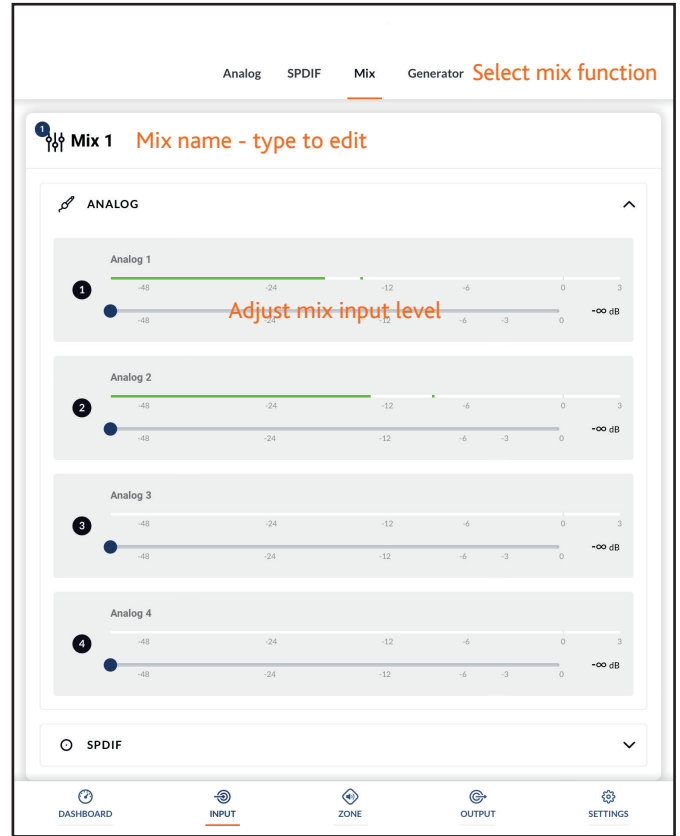 Analog SPDIF Mix Generator Select mix function
1 Mix 1 Mix name - type to edit
ANALOG
Analog 1
1
-48 -24 -12 -6 0 3
Adjust mix input level
-∞ dB
-48 -24 -12 -6 -3 0
Analog 2
2
-48 -24 -12 -6 0 3
-∞ dB
-48 -24 -12 -6 -3 0
Analog 3
3
-48 -24 -12 -6 0 3
-∞ dB
-48 -24 -12 -6 -3 0
Analog 4
4
-48 -24 -12 -6 0 3
-∞ dB
-48 -24 -12 -6 -3 0
SPDIF
DASHBOARD INPUT ZONE OUTPUT SETTINGS